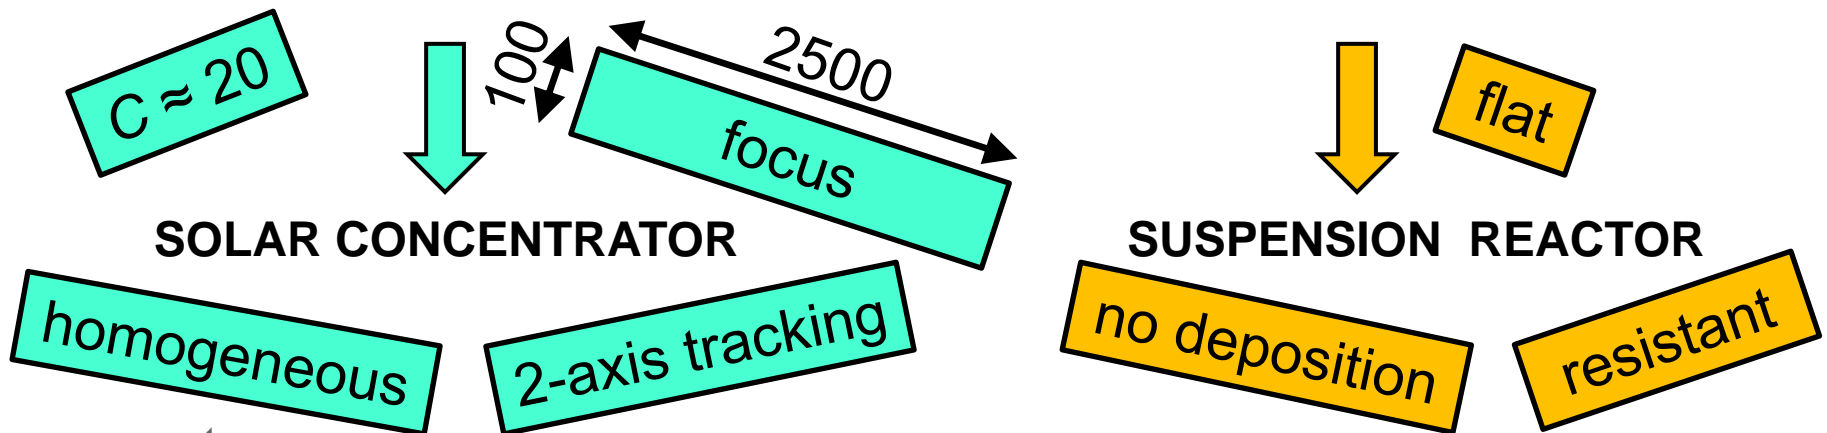 C ≈ 20
100
2500
focus
flat
SOLAR CONCENTRATOR
SUSPENSION REACTOR
homogeneous
2-axis tracking
no deposition
resistant